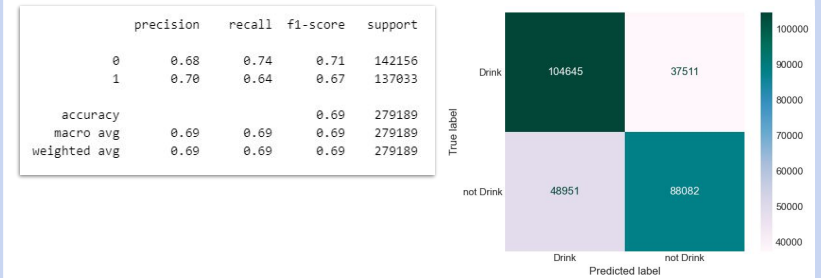 precision recall f1-score support
0 0.68 0.74 0.71 142156
1 0.70 0.64 0.67 137033
accuracy 0.69 279189
macro avg 0.69 0.69 0.69 279189
weighted avg 0.69 0.69 0.69 279189
True label
Drink 104645 37511
not Drink 48951 88082
Drink not Drink
Predicted label
100000
90000
80000
70000
60000
50000
40000